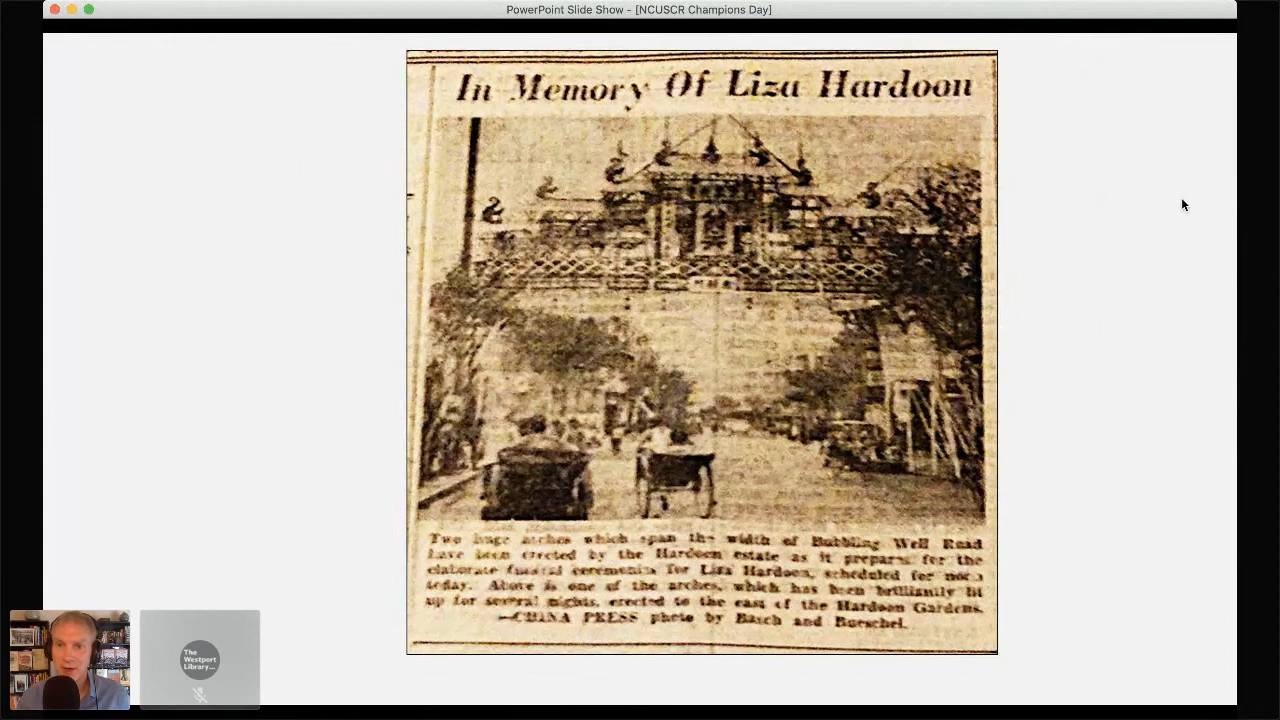 PowerPoint Slide Show - [NCUSCR Champions Day]
In Memory Of Liza Hardoon
Two huge arches which span the width of Bubbling Well Road
have been erected by the Hardoon estate as it prepares for the
elaborate funeral ceremonies for Liza Hardoon, scheduled for noon
today. Above is one of the arches, which has been brilliantly lit
up for several nights, erected to the east of the Hardoon Gardens.
—CHINA PRESS photo by Barch and Bueschel.
The
Westport
Library...